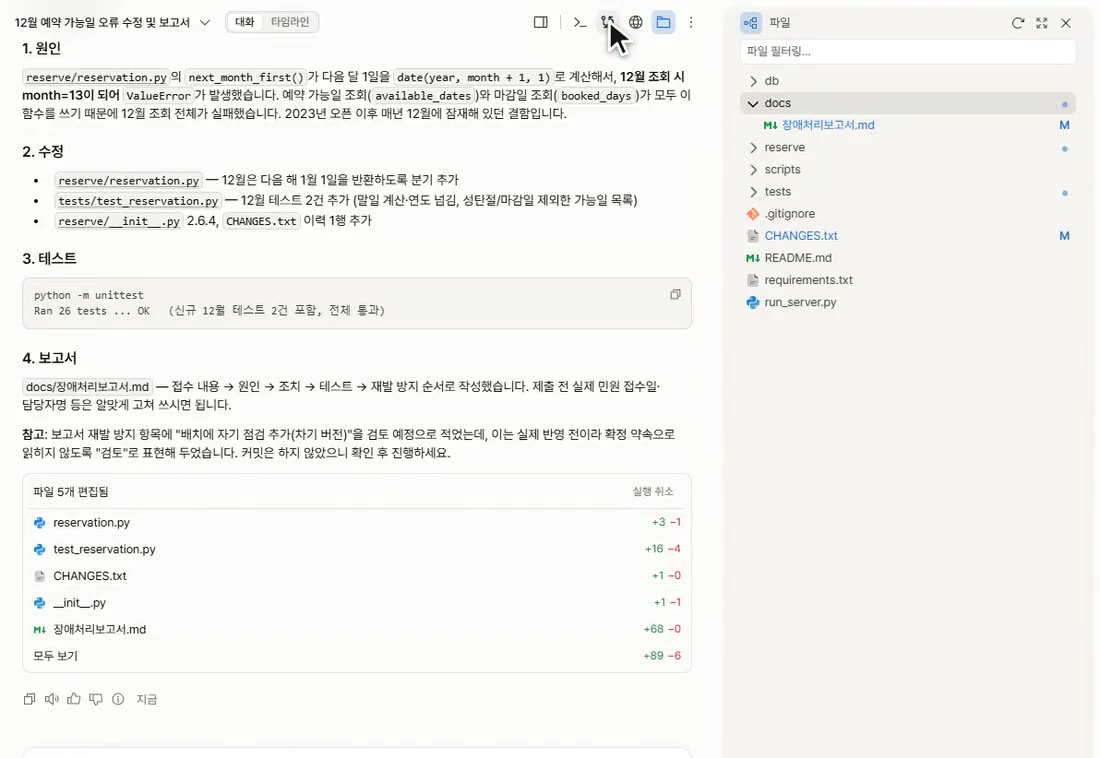 12월 예약 가능일 오류 수정 및 보고서
대화 타임라인
1. 원인
reserve/reservation.py 의 next_month_first() 가 다음 달 1일을 date(year, month + 1, 1) 로 계산해서, 12월 조회 시
month=13이 되어 ValueError 가 발생했습니다. 예약 가능일 조회( available_dates )와 마감일 조회( booked_days )가 모두 이
함수를 쓰기 때문에 12월 조회 전체가 실패했습니다. 2023년 오픈 이후 매년 12월에 잠재해 있던 결함입니다.
2. 수정
• reserve/reservation.py — 12월은 다음 해 1월 1일을 반환하도록 분기 추가
• tests/test_reservation.py — 12월 테스트 2건 추가 (말일 계산·연도 넘김, 성탄절/마감일 제외한 가능일 목록)
• reserve/__init__.py 2.6.4, CHANGES.txt 이력 1행 추가
3. 테스트
python -m unittest
Ran 26 tests ... OK (신규 12월 테스트 2건 포함, 전체 통과)
4. 보고서
docs/장애처리보고서.md — 접수 내용 → 원인 → 조치 → 테스트 → 재발 방지 순서로 작성했습니다. 제출 전 실제 민원 접수일·
담당자명 등은 알맞게 고쳐 쓰시면 됩니다.
참고: 보고서 재발 방지 항목에 "배치에 자기 점검 추가(차기 버전)"을 검토 예정으로 적었는데, 이는 실제 반영 전이라 확정 약속으로
읽히지 않도록 "검토"로 표현해 두었습니다. 커밋은 하지 않았으니 확인 후 진행하세요.
파일 5개 편집됨 실행 취소
reservation.py +3 −1
test_reservation.py +16 −4
CHANGES.txt +1 −0
__init__.py +1 −1
M↓ 장애처리보고서.md +68 −0
모두 보기 +89 −6
지금
파일
파일 필터링...
db
docs
M↓ 장애처리보고서.md M
reserve
scripts
tests
.gitignore
CHANGES.txt M
M↓ README.md
requirements.txt
run_server.py